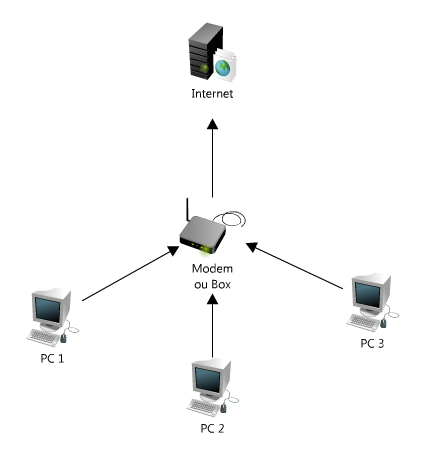 Internet
Modem
ou Box
PC 1
PC 3
PC 2